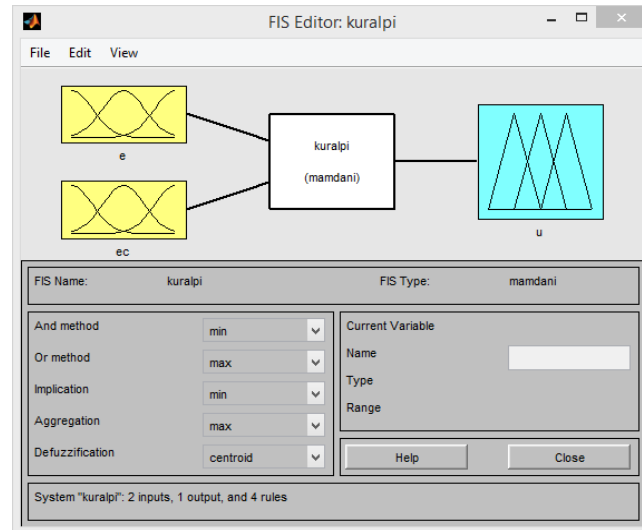 FIS Editor: kuralpi
File Edit View
e
ec
kuralpi
(mamdani)
u
FIS Name: kuralpi FIS Type: mamdani
And method min
Or method max
Implication min
Aggregation max
Defuzzification centroid
Current Variable
Name
Type
Range
Help Close
System "kuralpi": 2 inputs, 1 output, and 4 rules